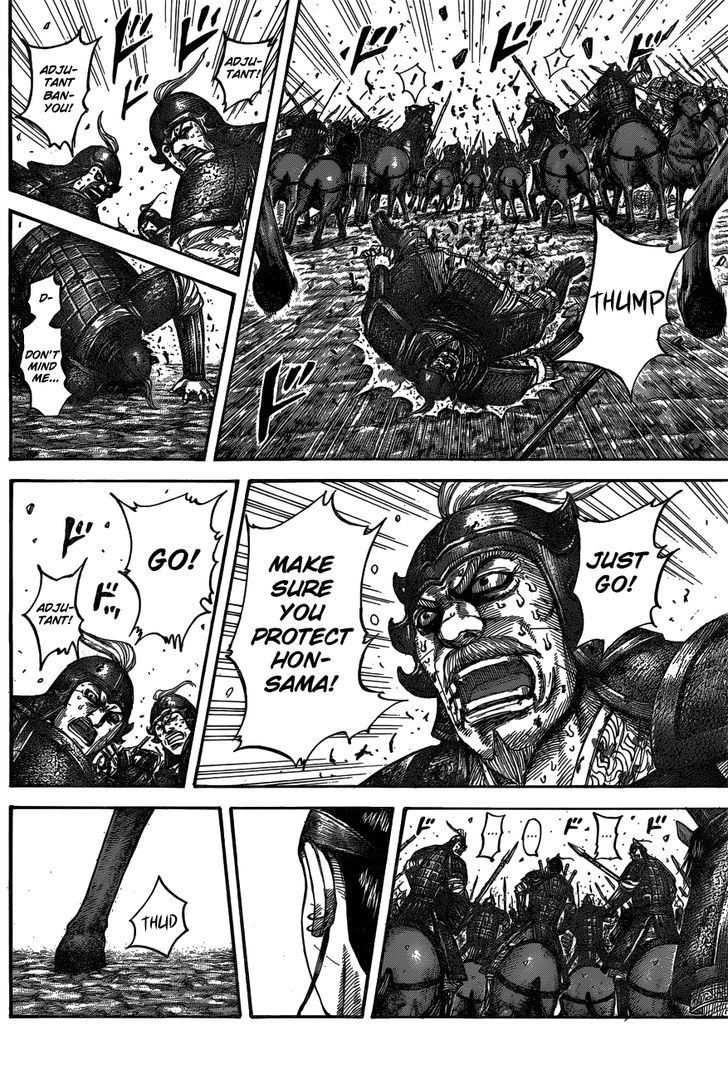 ド
ド
THUMP
ド
ADJU-
TANT!
ド
ド
ド
ADJU-
TANT
BAN-
YOU!
D-
DON'T
MIND
ME...
JUST
GO!
MAKE
SURE
YOU
PROTECT
HON-
SAMA!
GO!
ド
ドッ
ADJU-
TANT!
ド
ド
ド
ド
...
...
...
THUD